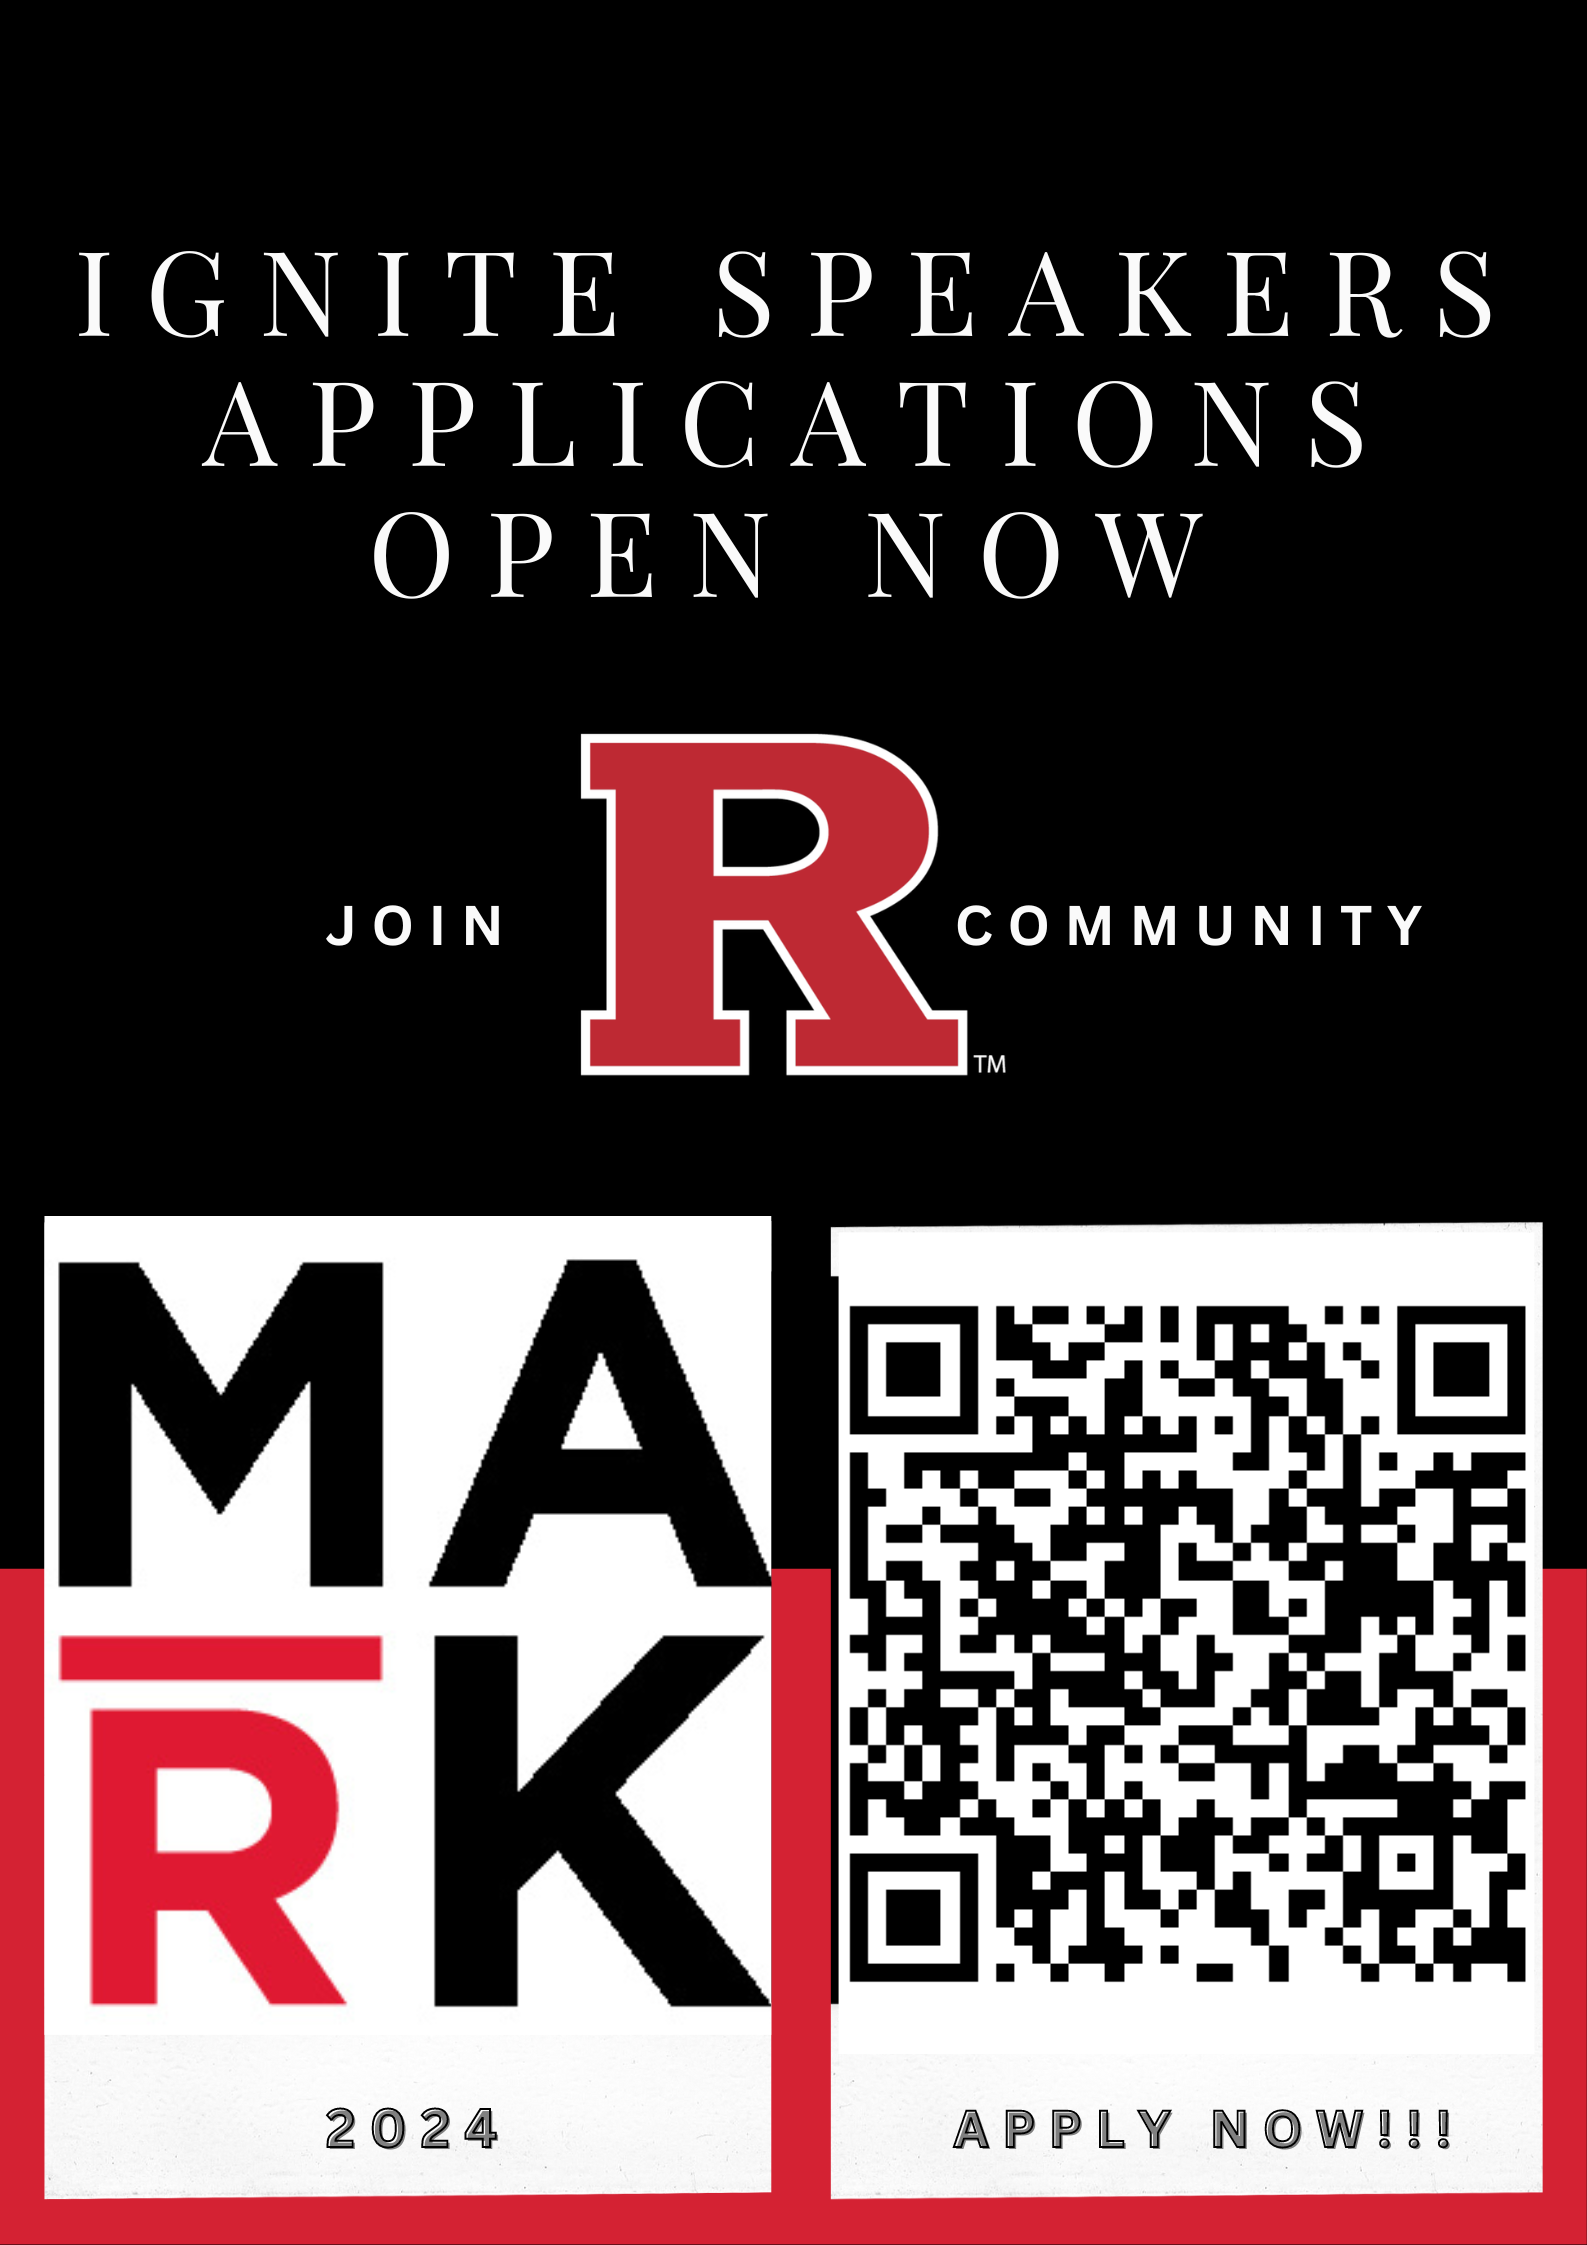 IGNITE SPEAKERS
APPLICATIONS
OPEN NOW
JOIN R COMMUNITY
TM
MA
RK
2024
APPLY NOW!!!